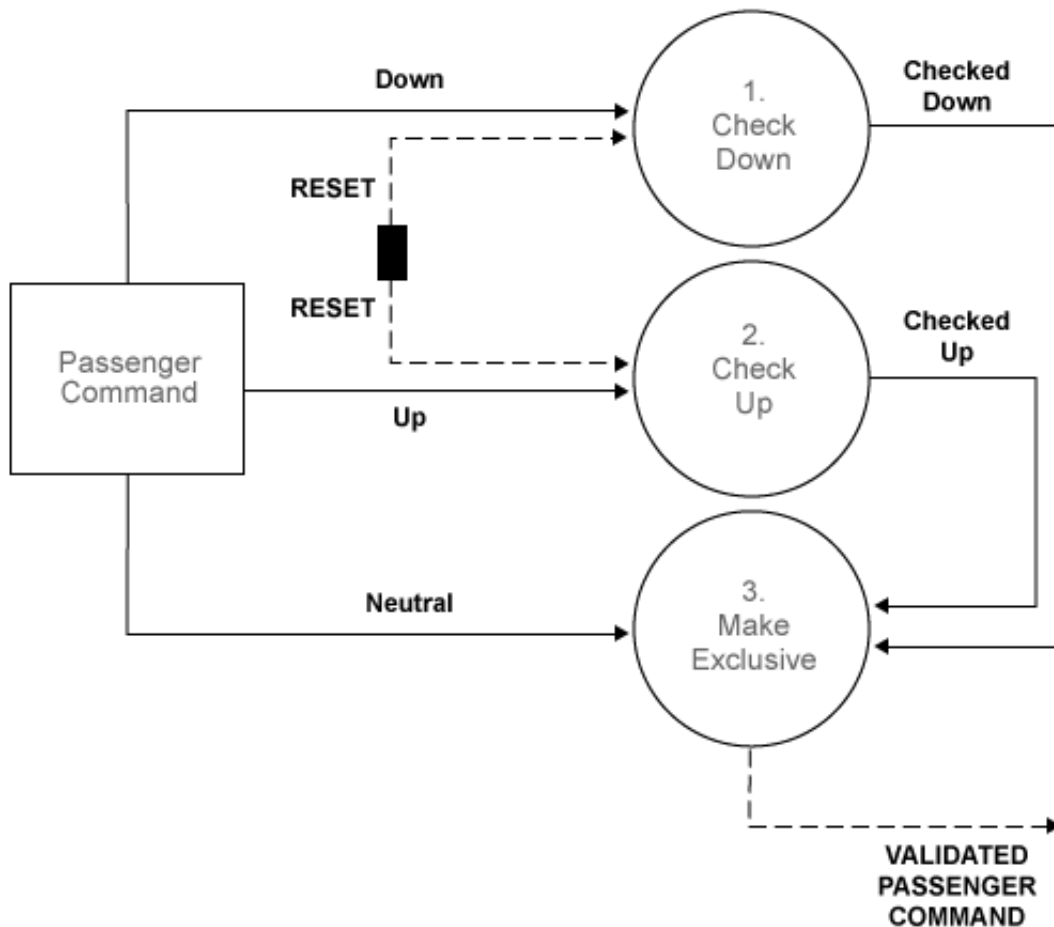 Down
Checked
Down
1.
Check
Down
RESET
RESET
Passenger
Command
2.
Check
Up
Checked
Up
Up
Neutral
3.
Make
Exclusive
VALIDATED
PASSENGER
COMMAND